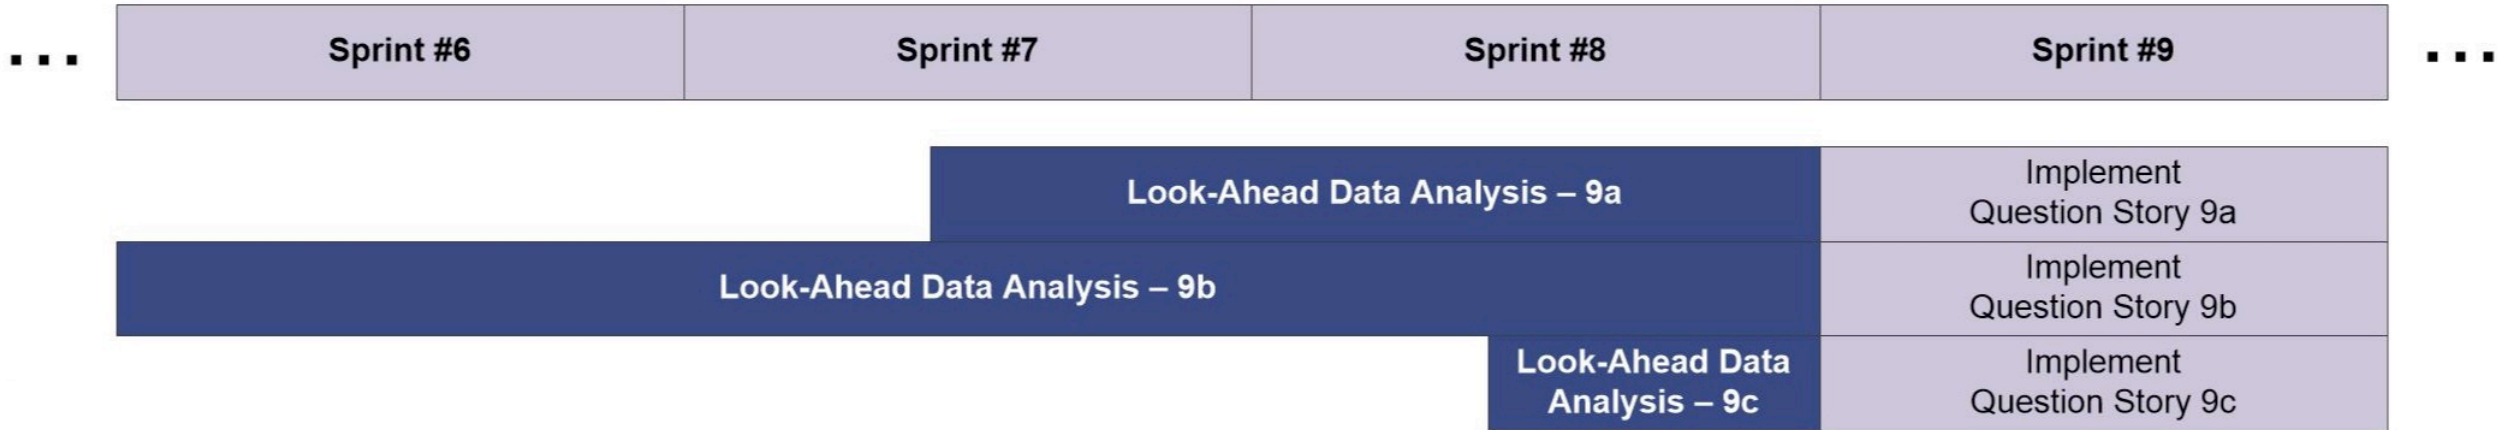 ... Sprint #6 Sprint #7 Sprint #8 Sprint #9 ...
Look-Ahead Data Analysis – 9a
Implement
Question Story 9a
Look-Ahead Data Analysis – 9b
Implement
Question Story 9b
Look-Ahead Data
Analysis – 9c
Implement
Question Story 9c